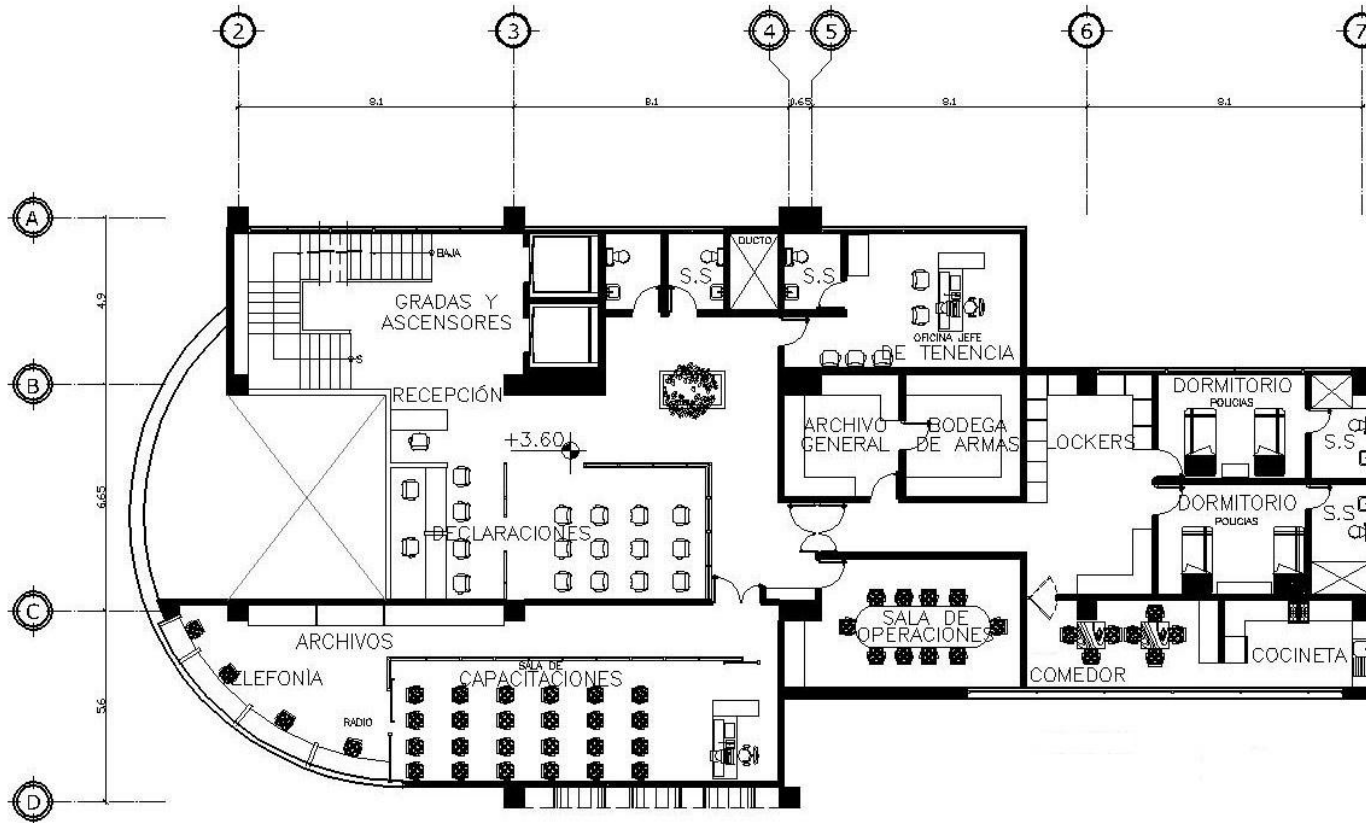 2
3
4
5
6
7
8.1
8.1
0.65
8.1
8.1
A
B
C
D
4.9
6.65
5.6
BAJA
GRADAS Y
ASCENSORES
S
S.S
DUCTO
S.S
OFICINA JEFE
DE TENENCIA
RECEPCIÓN
+3.60
ARCHIVO
GENERAL
BODEGA
DE ARMAS
LOCKERS
DORMITORIO
POLICIAS
S.S
DECLARACIONES
DORMITORIO
POLICIAS
S.S
ARCHIVOS
TELEFONÌA
RADIO
SALA DE
CAPACITACIONES
SALA DE
OPERACIONES
COMEDOR
COCINETA